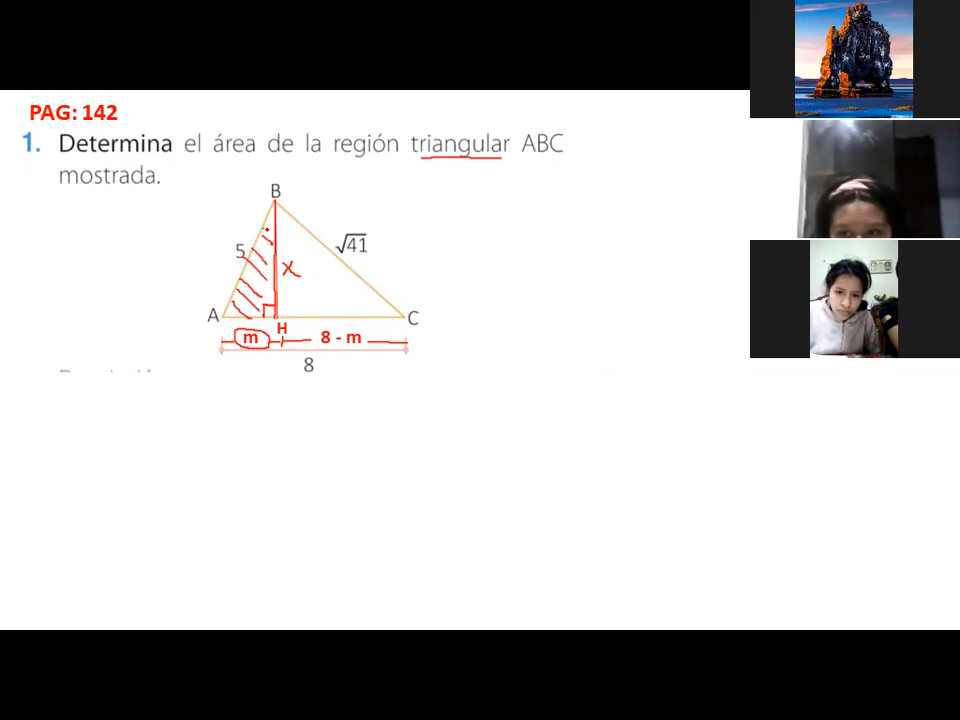 PAG: 142
1. Determina el área de la región triangular ABC
mostrada.
B
5
√41
x
A
H
C
m
8 - m
8